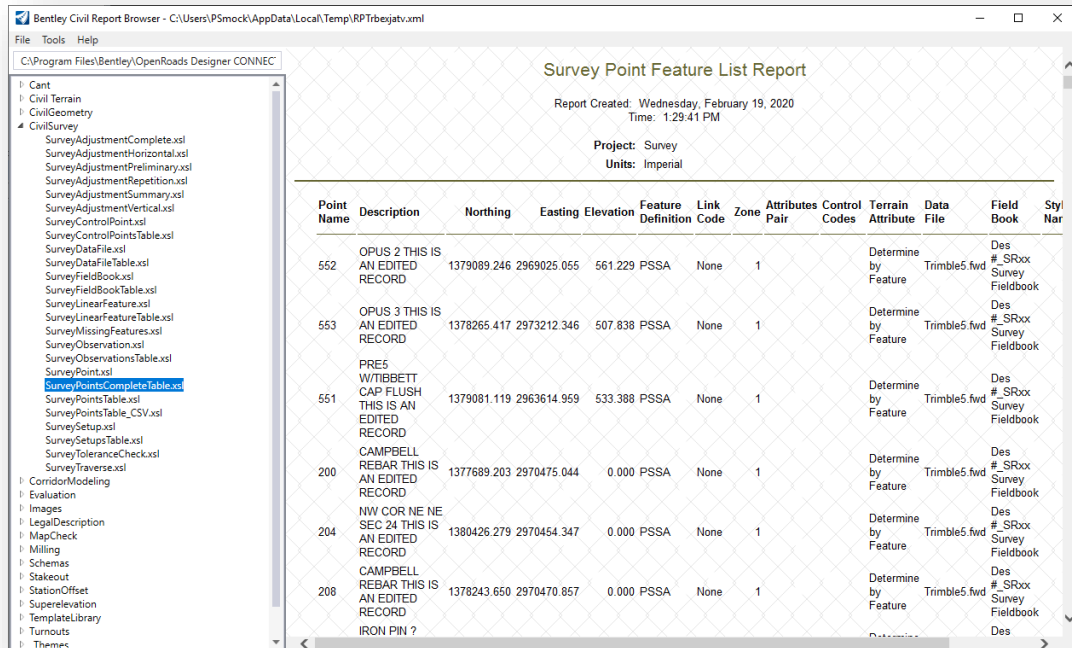 Bentley Civil Report Browser - C:\Users\PSmock\AppData\Local\Temp\RPTrbexjatv.xml
File Tools Help
C:\Program Files\Bentley\OpenRoads Designer CONNECT
Cant
Civil Terrain
CivilGeometry
CivilSurvey
SurveyAdjustmentComplete.xsl
SurveyAdjustmentHorizontal.xsl
SurveyAdjustmentPreliminary.xsl
SurveyAdjustmentRepetition.xsl
SurveyAdjustmentSummary.xsl
SurveyAdjustmentVertical.xsl
SurveyControlPoint.xsl
SurveyControlPointsTable.xsl
SurveyDataFile.xsl
SurveyDataFileTable.xsl
SurveyFieldBook.xsl
SurveyFieldBookTable.xsl
SurveyLinearFeature.xsl
SurveyLinearFeatureTable.xsl
SurveyMissingFeatures.xsl
SurveyObservation.xsl
SurveyObservationsTable.xsl
SurveyPoint.xsl
SurveyPointsCompleteTable.xsl
SurveyPointsTable.xsl
SurveyPointsTable_CSV.xsl
SurveySetup.xsl
SurveySetupsTable.xsl
SurveyToleranceCheck.xsl
SurveyTraverse.xsl
CorridorModeling
Evaluation
Images
LegalDescription
MapCheck
Milling
Schemas
Stakeout
StationOffset
Superelevation
TemplateLibrary
Turnouts
_Themes
Survey Point Feature List Report
Report Created: Wednesday, February 19, 2020
Time: 1:29:41 PM
Project: Survey
Units: Imperial
Point Feature Link Attributes Control Terrain Data Field Styl
Name Description Northing Easting Elevation Definition Code Zone Pair Codes Attribute File Book Nar
OPUS 2 THIS IS Determine Des
552 AN EDITED 1379089.246 2969025.055 561.229 PSSA None 1 by Trimble5.fwd #_SRxx
RECORD Feature Survey
Fieldbook
OPUS 3 THIS IS Determine Des
553 AN EDITED 1378265.417 2973212.346 507.838 PSSA None 1 by Trimble5.fwd #_SRxx
RECORD Feature Survey
Fieldbook
PRE5
W/TIBBETT Des
CAP FLUSH Determine #_SRxx
551 THIS IS AN 1379081.119 2963614.959 533.388 PSSA None 1 by Trimble5.fwd Survey
EDITED Feature Fieldbook
RECORD
CAMPBELL Des
REBAR THIS IS Determine #_SRxx
200 AN EDITED 1377689.203 2970475.044 0.000 PSSA None 1 by Trimble5.fwd Survey
RECORD Feature Fieldbook
NW COR NE NE Des
SEC 24 THIS IS Determine #_SRxx
204 AN EDITED 1380426.279 2970454.347 0.000 PSSA None 1 by Trimble5.fwd Survey
RECORD Feature Fieldbook
CAMPBELL Des
REBAR THIS IS Determine #_SRxx
208 AN EDITED 1378243.650 2970470.857 0.000 PSSA None 1 by Trimble5.fwd Survey
RECORD Feature Fieldbook
IRON PIN ? Des